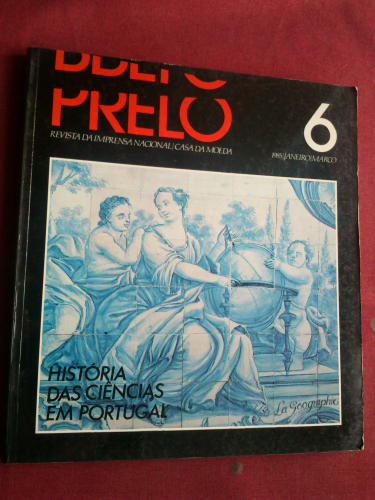 PRELO
PRELO
REVISTA DA IMPRENSA NACIONAL/CASA DA MOEDA
6
1985/JANEIRO/MARÇO
HISTÓRIA
DAS CIÊNCIAS
EM PORTUGAL
La Geographie